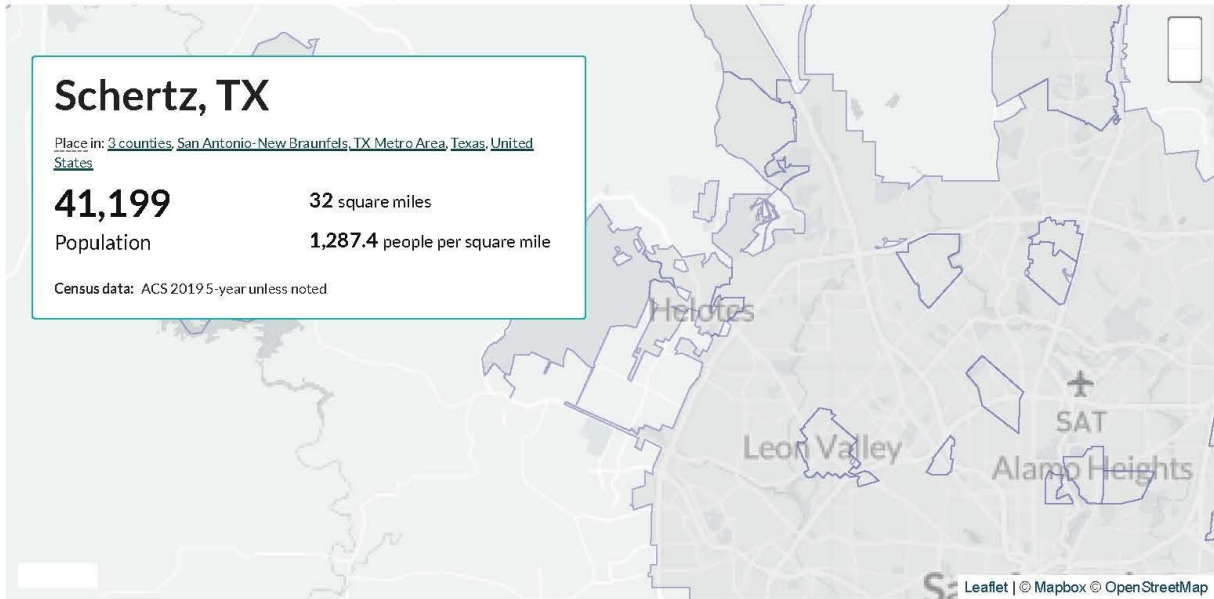 Schertz, TX
Place in: 3 counties, San Antonio-New Braunfels, TX Metro Area, Texas, United
States
41,199
Population
32 square miles
1,287.4 people per square mile
Census data: ACS 2019 5-year unless noted
Helotes
SAT
Leon Valley
Alamo Heights
Leaflet | © Mapbox © OpenStreetMap